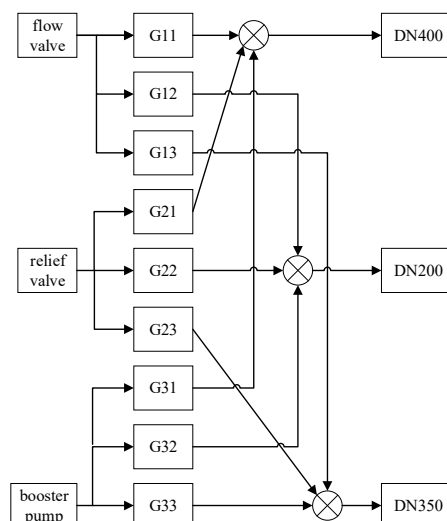 flow
valve
G11
DN400
G12
G13
G21
relief
valve
G22
DN200
G23
G31
G32
booster
pump
G33
DN350